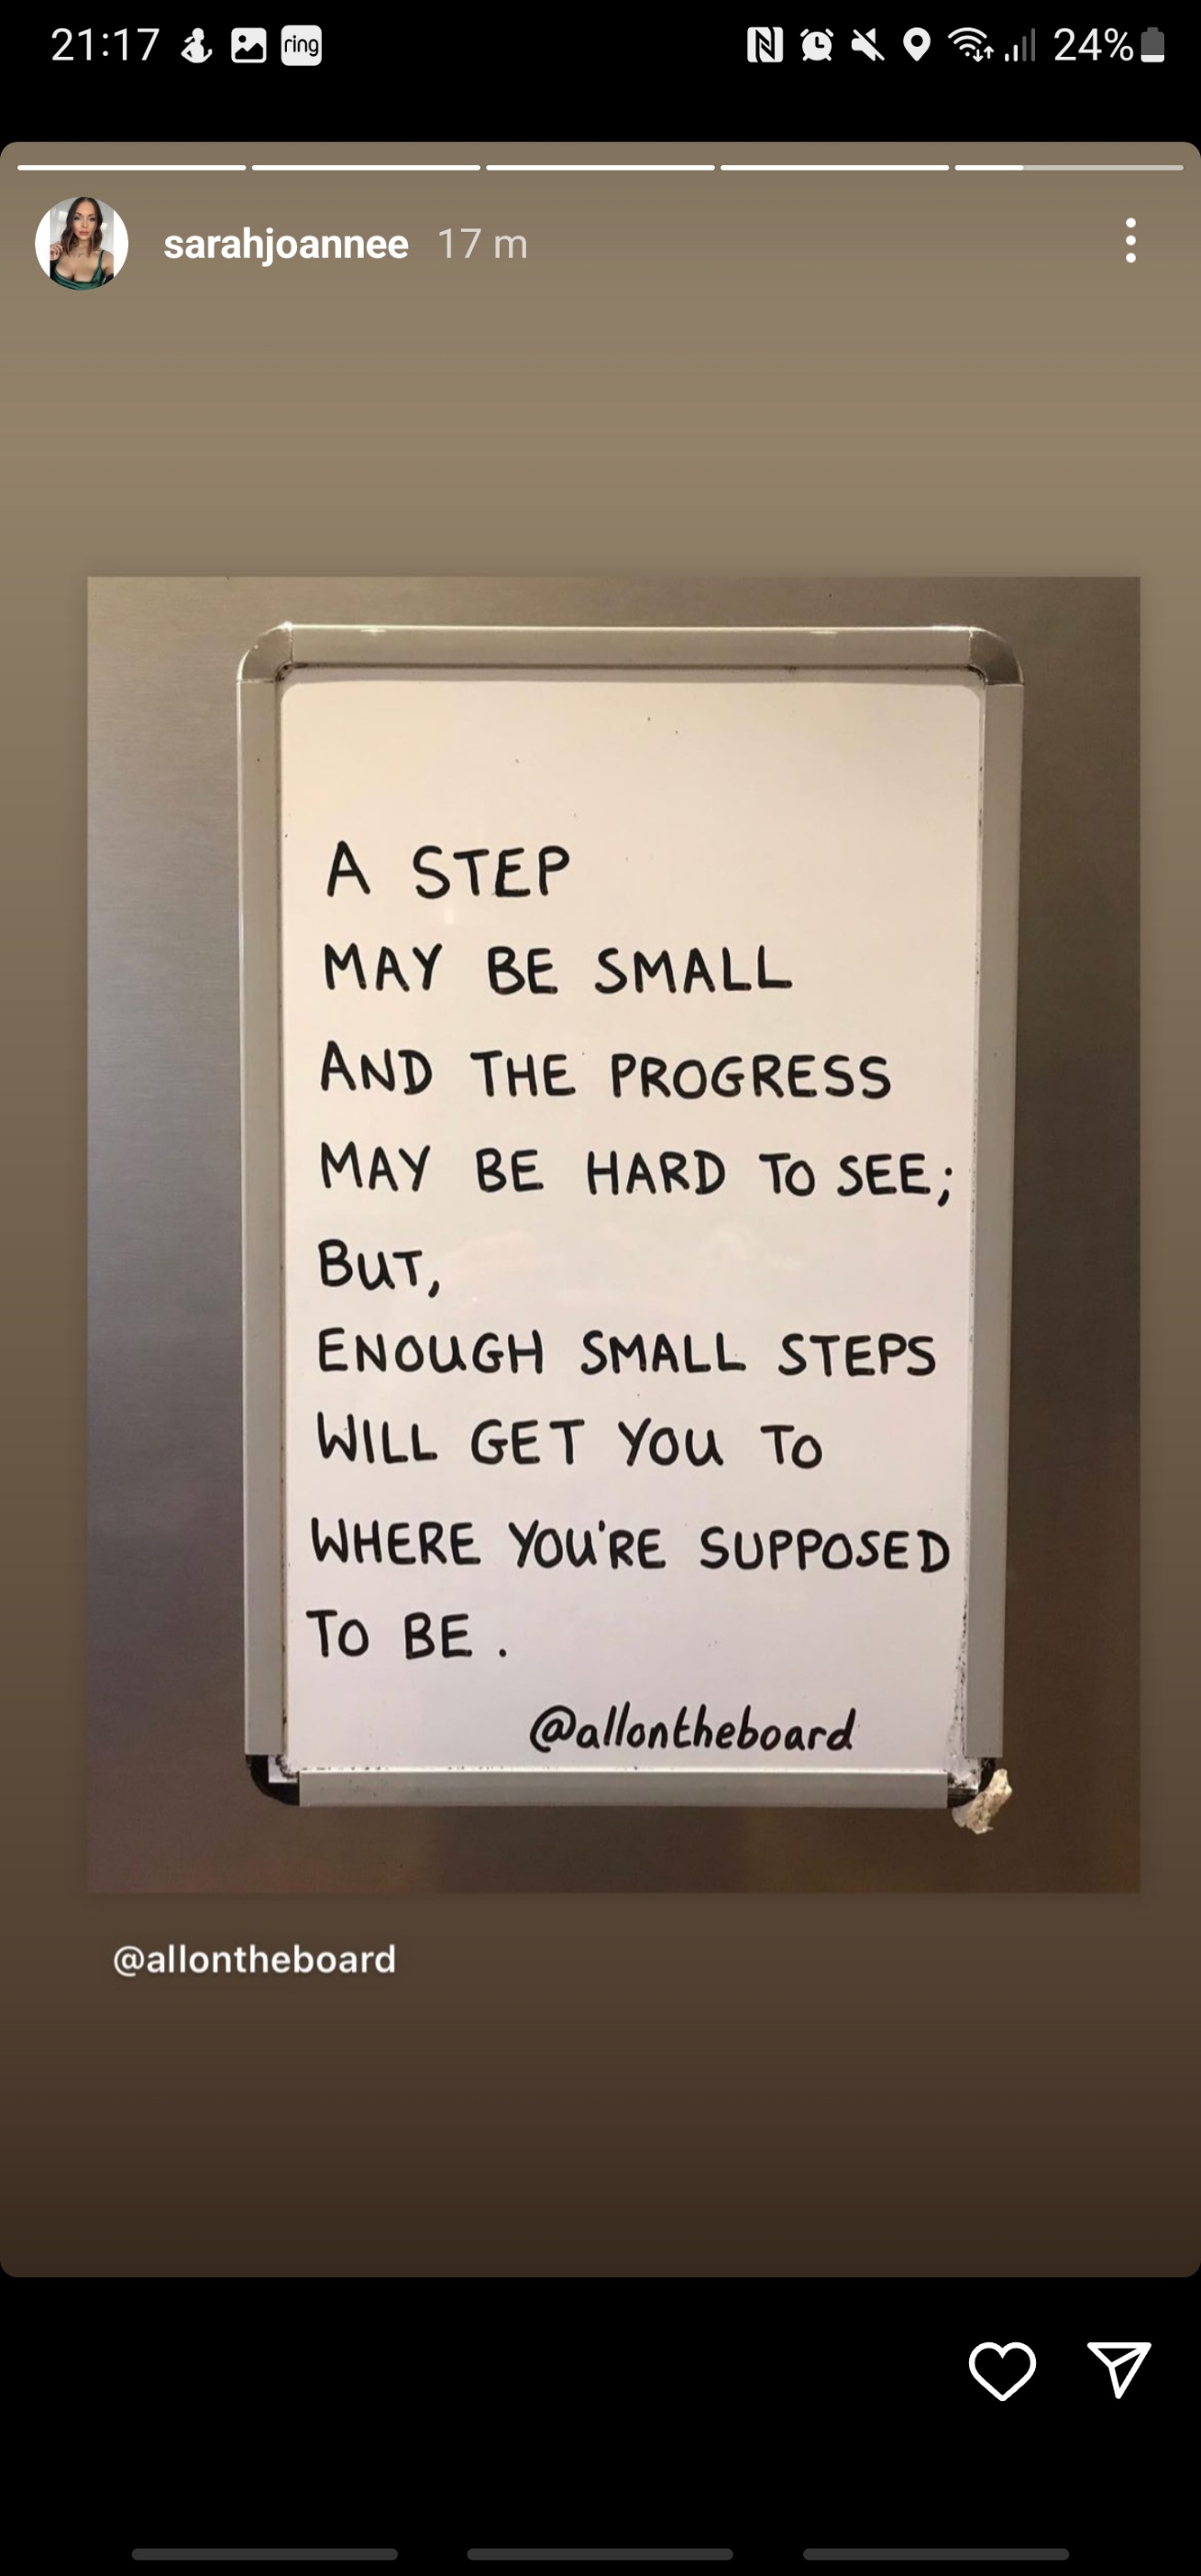 21:17 ring 24%
sarahjoannee 17 m
A STEP
MAY BE SMALL
AND THE PROGRESS
MAY BE HARD TO SEE;
BUT,
ENOUGH SMALL STEPS
WILL GET YOU TO
WHERE YOU'RE SUPPOSED
TO BE.
@allontheboard
@allontheboard